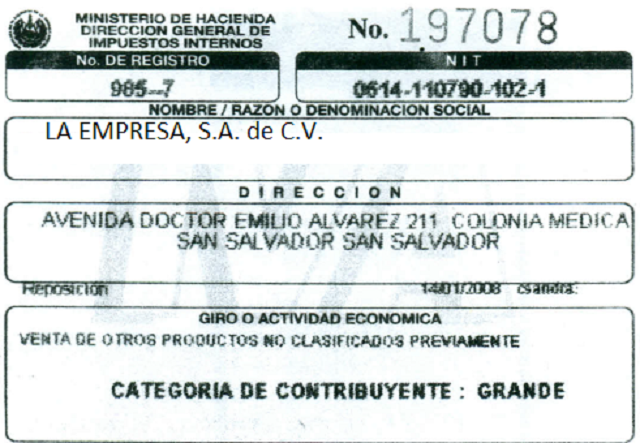 MINISTERIO DE HACIENDA
DIRECCION GENERAL DE
IMPUESTOS INTERNOS
No. 197078
No. DE REGISTRO
NIT
985-7
0614-110790-102-1
NOMBRE / RAZON O DENOMINACION SOCIAL
LA EMPRESA, S.A. de C.V.
DIRECCION
AVENIDA DOCTOR EMILIO ALVAREZ 211 COLONIA MEDICA
SAN SALVADOR SAN SALVADOR
Reposición 14/01/2008 csandra
GIRO O ACTIVIDAD ECONOMICA
VENTA DE OTROS PRODUCTOS NO CLASIFICADOS PREVIAMENTE
CATEGORIA DE CONTRIBUYENTE : GRANDE